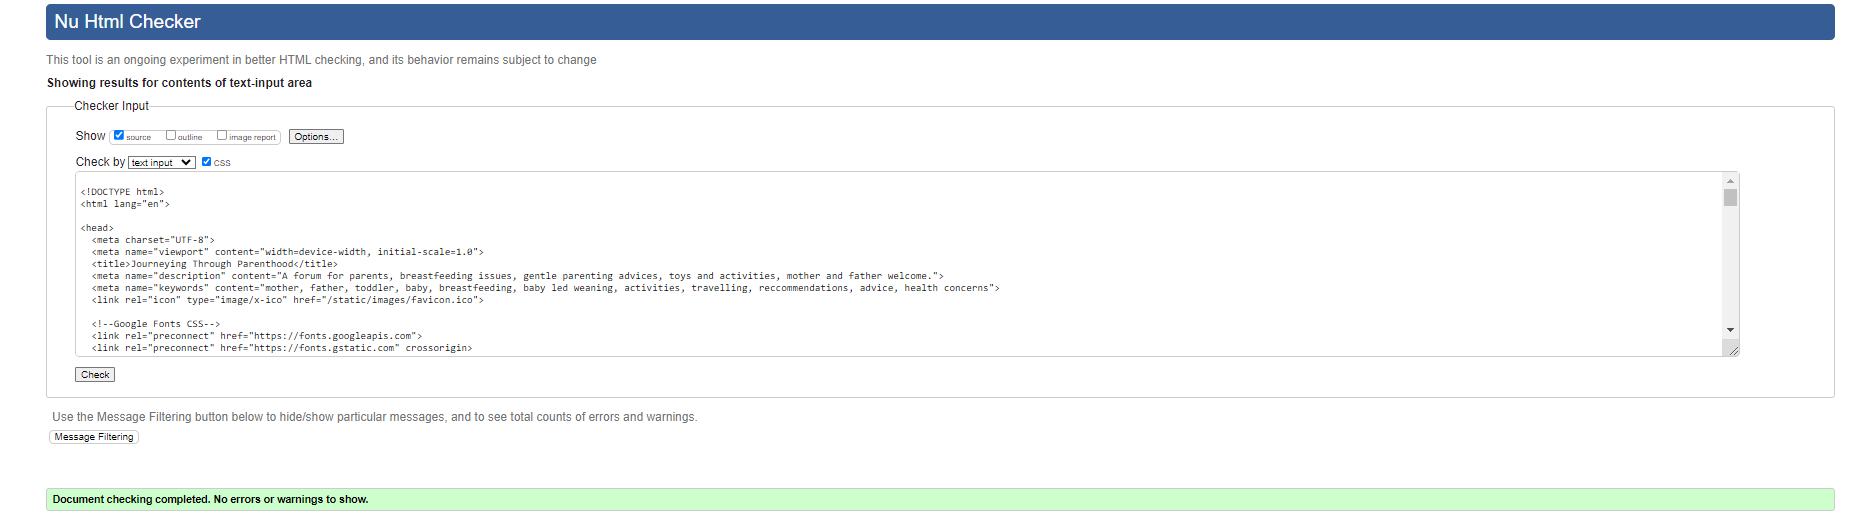 Nu Html Checker
This tool is an ongoing experiment in better HTML checking, and its behavior remains subject to change
Showing results for contents of text-input area
Checker Input
Show source outline image report Options...
Check by text input css
<!DOCTYPE html>
<html lang="en">
<head>
<meta charset="UTF-8">
<meta name="viewport" content="width=device-width, initial-scale=1.0">
<title>Journeying Through Parenthood</title>
<meta name="description" content="A forum for parents, breastfeeding issues, gentle parenting advices, toys and activities, mother and father welcome.">
<meta name="keywords" content="mother, father, toddler, baby, breastfeeding, baby led weaning, activities, travelling, reccommendations, advice, health concerns">
<link rel="icon" type="image/x-ico" href="/static/images/favicon.ico">
<!--Google Fonts CSS-->
<link rel="preconnect" href="https://fonts.googleapis.com">
<link rel="preconnect" href="https://fonts.gstatic.com" crossorigin>
Check
Use the Message Filtering button below to hide/show particular messages, and to see total counts of errors and warnings.
Message Filtering
Document checking completed. No errors or warnings to show.